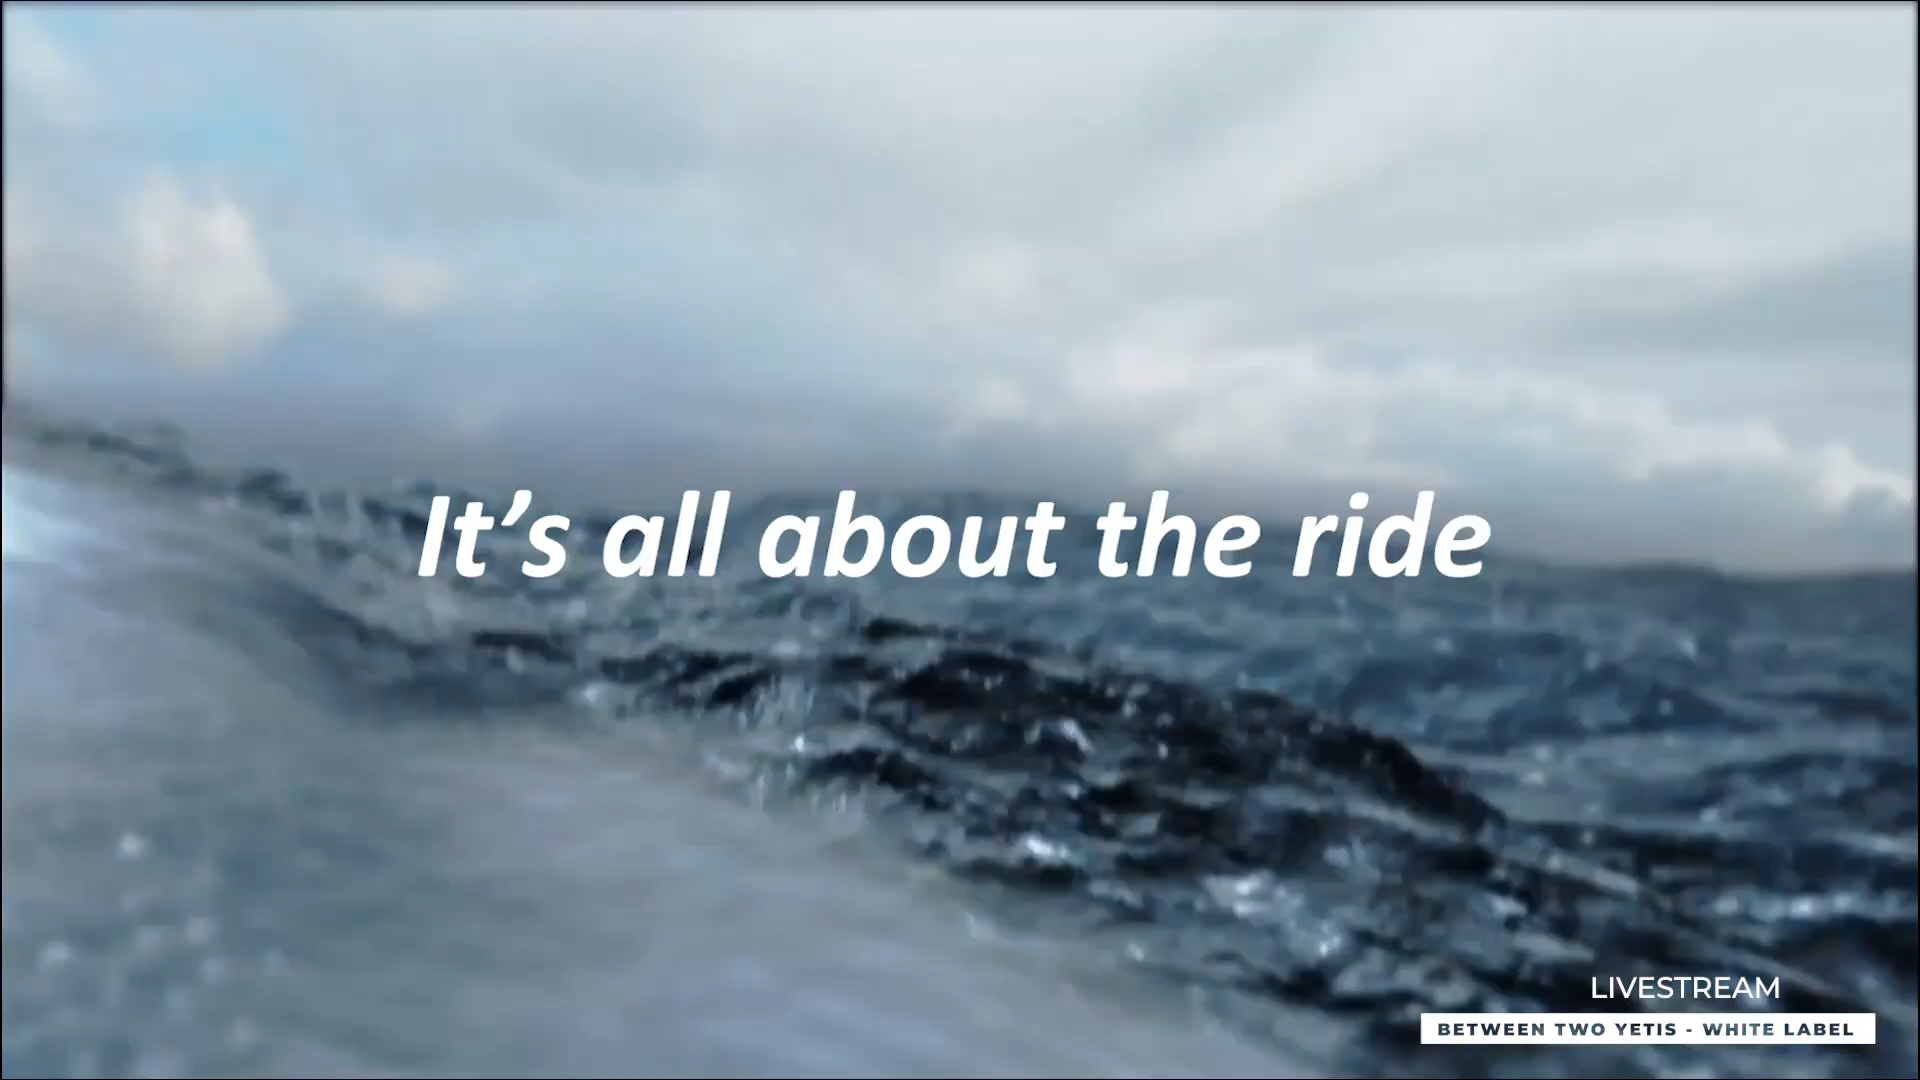 It’s all about the ride
LIVESTREAM
BETWEEN TWO YETIS - WHITE LABEL